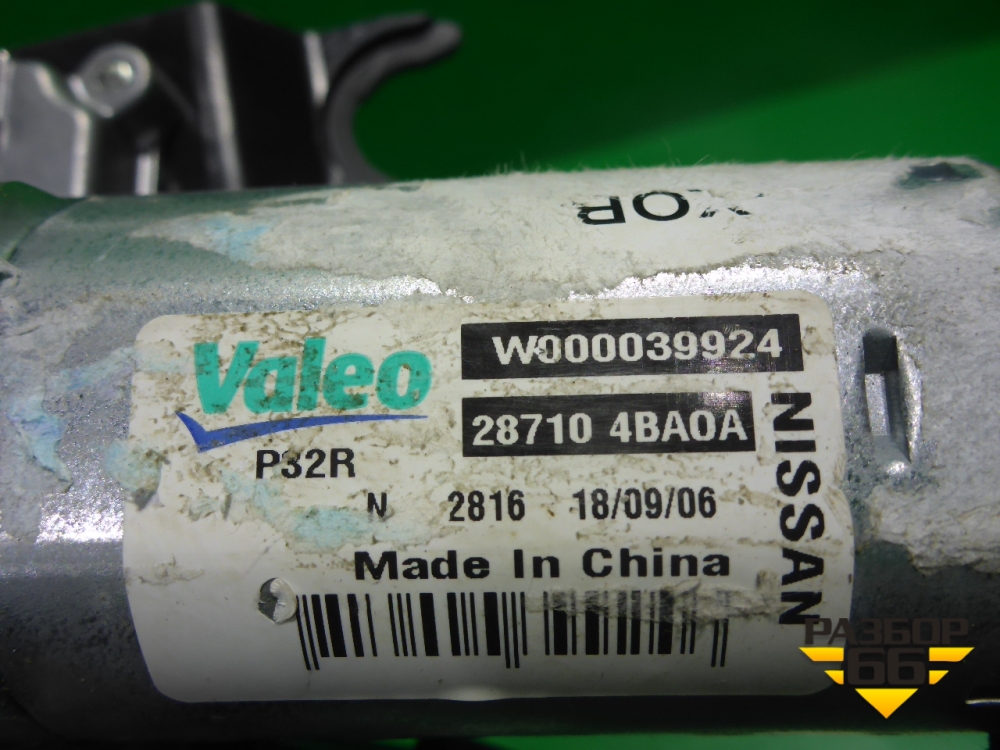 Valeo
W000039924
28710 4BA0A
P32R
N 2816 18/09/06
Made In China
NISSAN
РАЗБОР
66